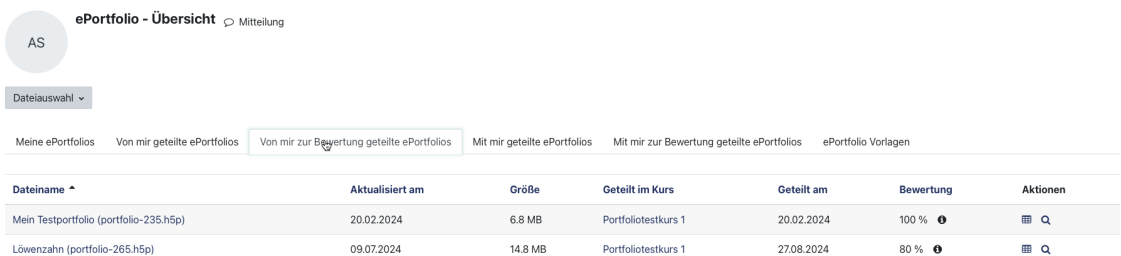 ePortfolio - Übersicht Mitteilung
AS
Dateiauswahl
Meine ePortfolios Von mir geteilte ePortfolios Von mir zur Bewertung geteilte ePortfolios Mit mir geteilte ePortfolios Mit mir zur Bewertung geteilte ePortfolios ePortfolio Vorlagen
Dateiname Aktualisiert am Größe Geteilt im Kurs Geteilt am Bewertung Aktionen
Mein Testportfolio (portfolio-235.h5p) 20.02.2024 6.8 MB Portfoliotestkurs 1 20.02.2024 100 %
Löwenzahn (portfolio-265.h5p) 09.07.2024 14.8 MB Portfoliotestkurs 1 27.08.2024 80 %